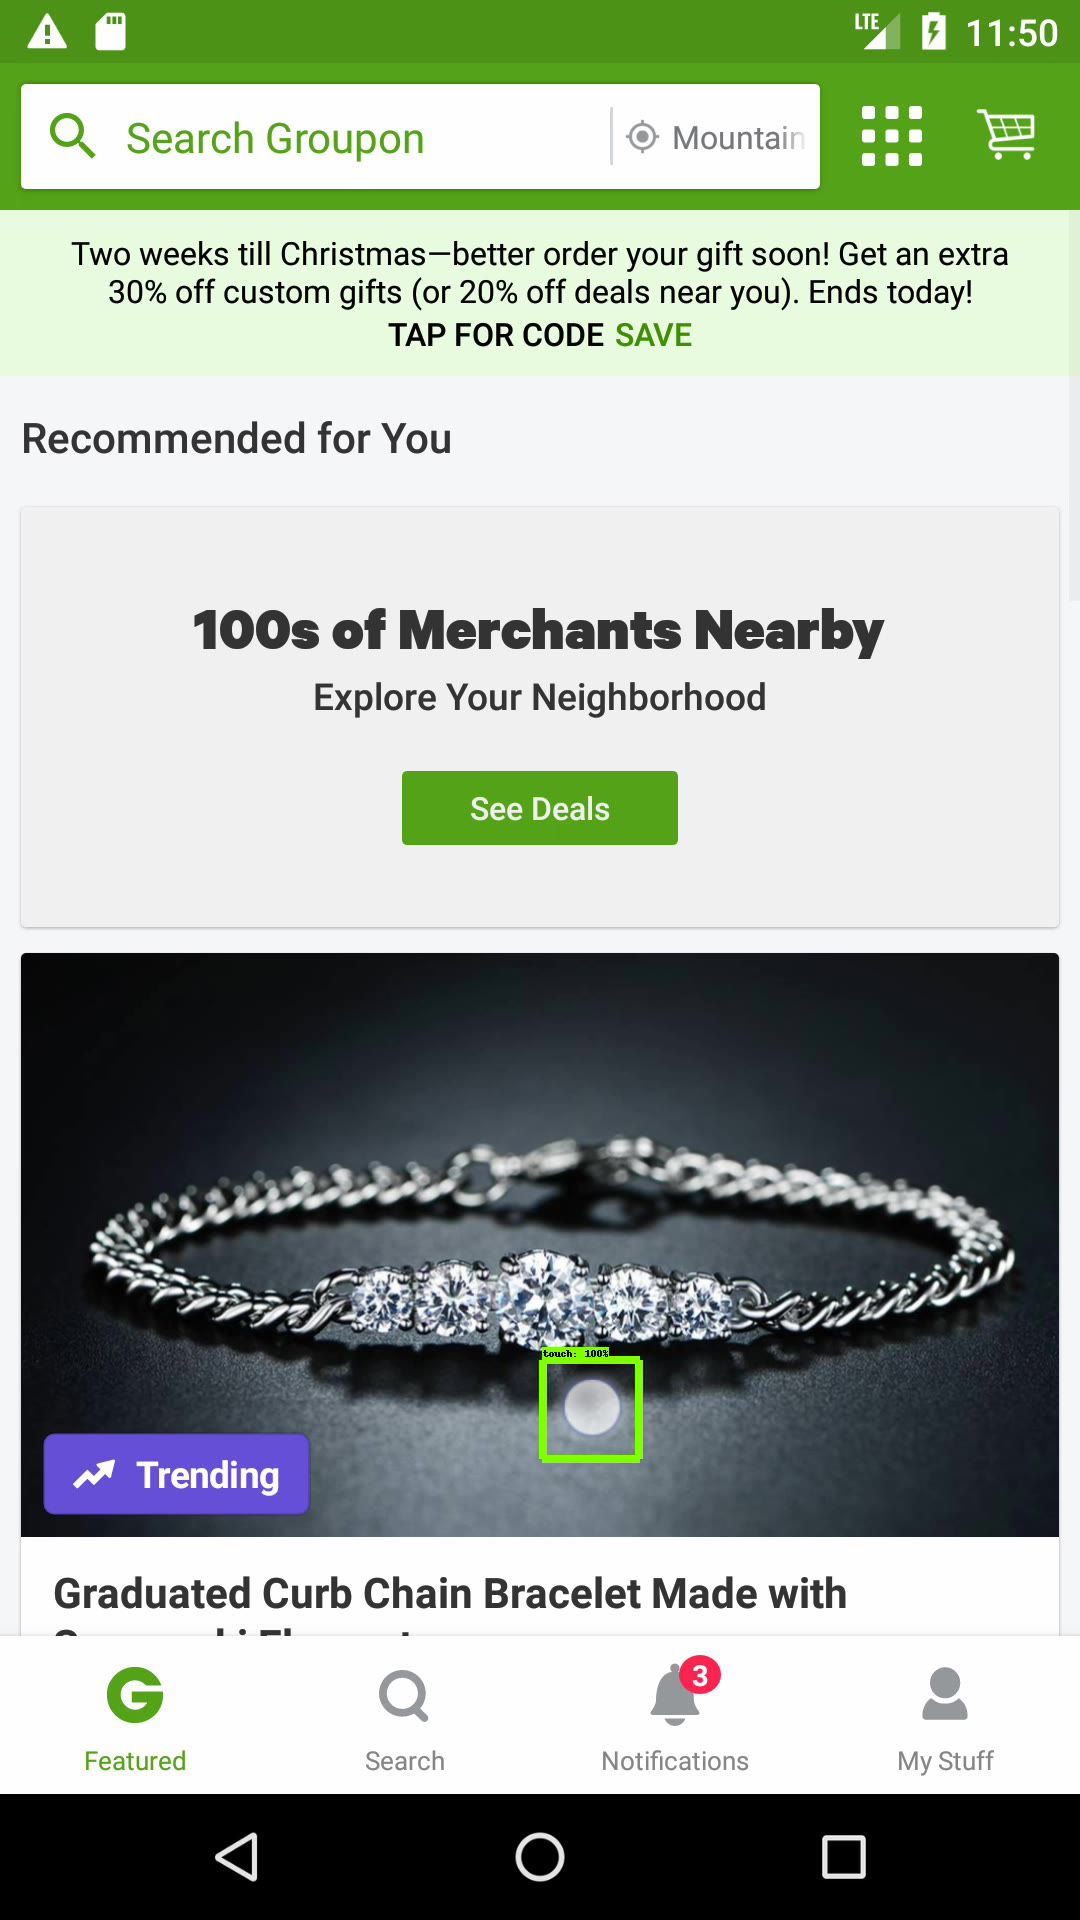 LTE 11:50
Search Groupon Mountain
Two weeks till Christmas—better order your gift soon! Get an extra
30% off custom gifts (or 20% off deals near you). Ends today!
TAP FOR CODE SAVE
Recommended for You
100s of Merchants Nearby
Explore Your Neighborhood
See Deals
touch: 100%
Trending
Graduated Curb Chain Bracelet Made with
3
Featured Search Notifications My Stuff